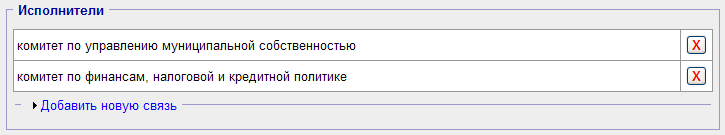 Исполнители
комитет по управлению муниципальной собственностью X
комитет по финансам, налоговой и кредитной политике X
Добавить новую связь